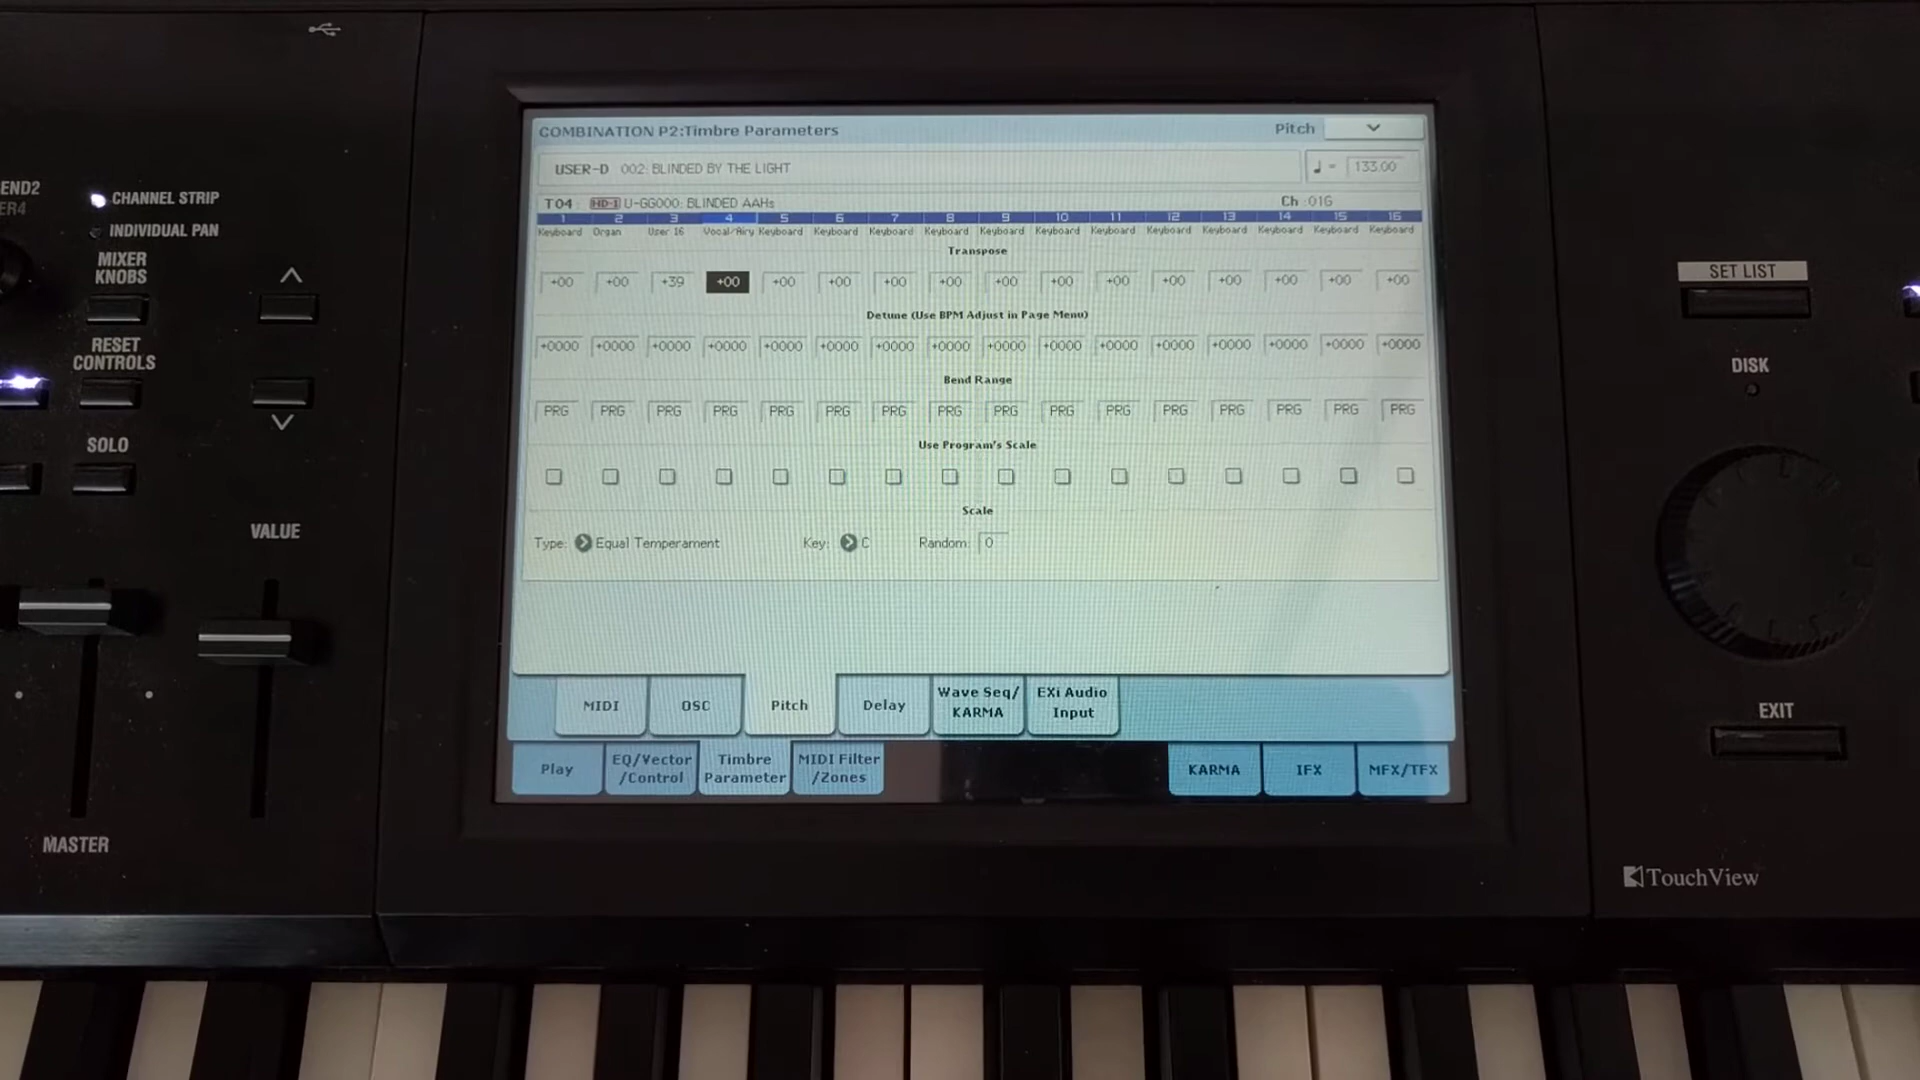 END2
ER4
CHANNEL STRIP
INDIVIDUAL PAN
MIXER
KNOBS
RESET
CONTROLS
SOLO
VALUE
MASTER
COMBINATION P2:Timbre Parameters Pitch
USER-D 002: BLINDED BY THE LIGHT ♩ = 133.00
T04 HD-1 U-GG000: BLINDED AAHs Ch :01G
1 2 3 4 5 6 7 8 9 10 11 12 13 14 15 16
Keyboard Organ User 16 Vocal/Airy Keyboard Keyboard Keyboard Keyboard Keyboard Keyboard Keyboard Keyboard Keyboard Keyboard Keyboard Keyboard
Transpose
+00 +00 +39 +00 +00 +00 +00 +00 +00 +00 +00 +00 +00 +00 +00 +00
Detune (Use BPM Adjust in Page Menu)
+0000 +0000 +0000 +0000 +0000 +0000 +0000 +0000 +0000 +0000 +0000 +0000 +0000 +0000 +0000 +0000
Bend Range
PRG PRG PRG PRG PRG PRG PRG PRG PRG PRG PRG PRG PRG PRG PRG PRG
Use Program's Scale
Scale
Type: Equal Temperament Key: C Random: 0
MIDI OSC Pitch Delay Wave Seq/
KARMA EXi Audio
Input
Play EQ/Vector
/Control Timbre
Parameter MIDI Filter
/Zones KARMA IFX MFX/TFX
SET LIST
DISK
EXIT
TouchView